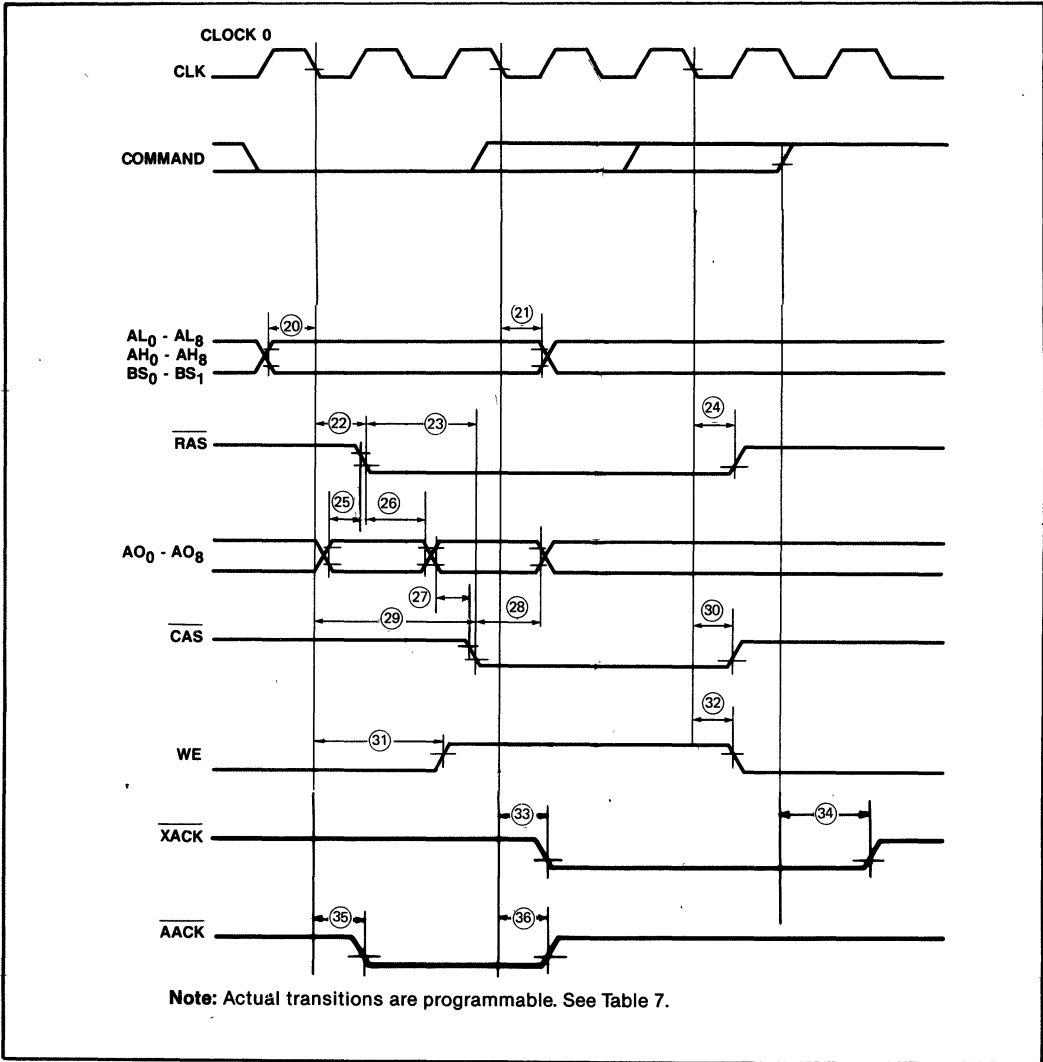 CLOCK 0
CLK
COMMAND
20
21
AL0 - AL8
AH0 - AH8
BS0 - BS1
22
23
24
RAS
25
26
AO0 - AO8
27
28
29
30
CAS
31
32
WE
33
34
XACK
35
36
AACK
Note: Actual transitions are programmable. See Table 7.